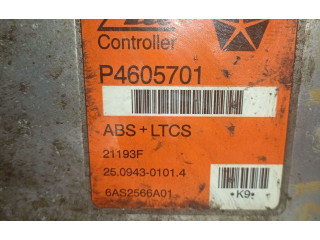 Controller
P4605701
ABS + LTCS
21193F
25.0943-0101.4
6AS2566A01
*K9*